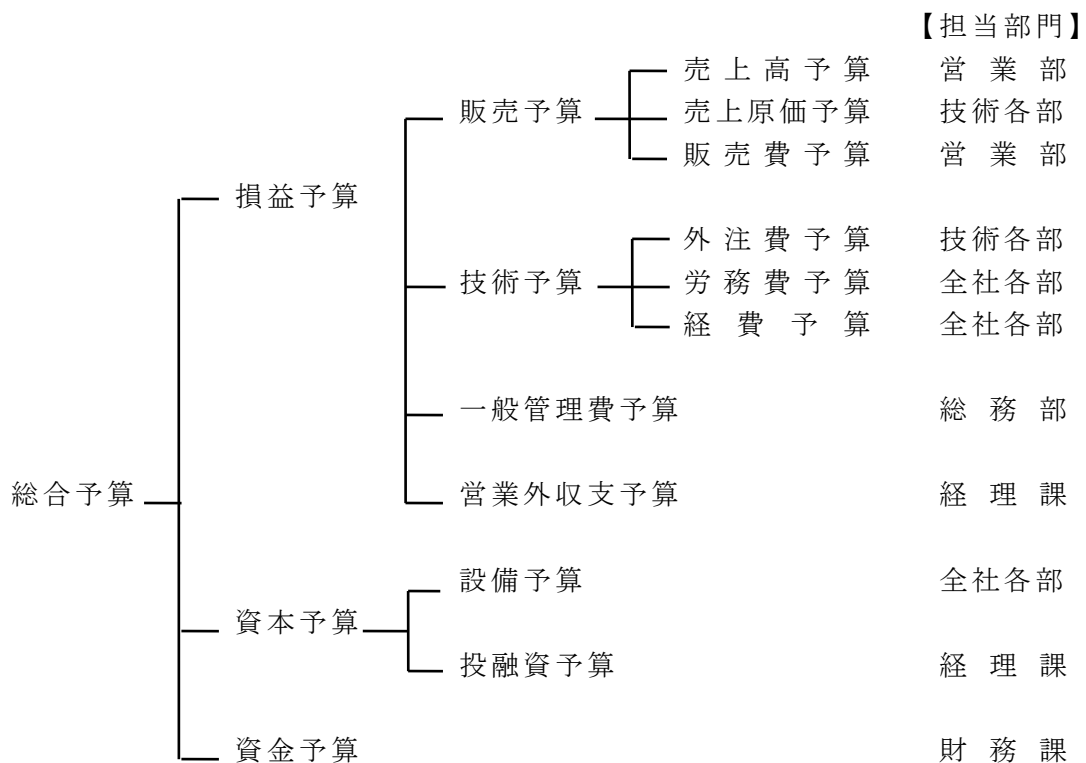 【担当部門】
売上高予算 営業部
販売予算 売上原価予算 技術各部
販売費予算 営業部
損益予算
外注費予算 技術各部
技術予算 労務費予算 全社各部
経費予算 全社各部
一般管理費予算 総務部
総合予算 営業外収支予算 経理課
設備予算 全社各部
資本予算
投融資予算 経理課
資金予算 財務課